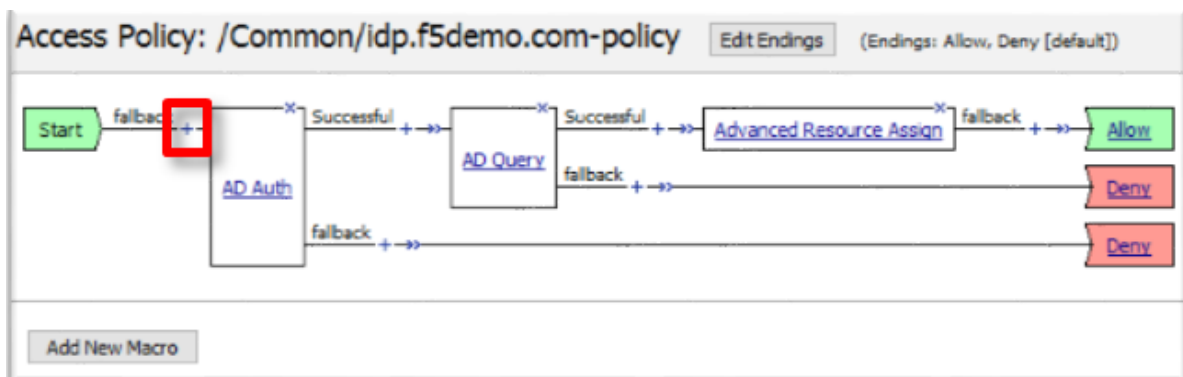 Access Policy: /Common/idp.f5demo.com-policy Edit Endings (Endings: Allow, Deny [default])
Start fallback + Successful + Successful + Advanced Resource Assign fallback + Allow
AD Auth AD Query fallback + Deny
fallback + Deny
Add New Macro